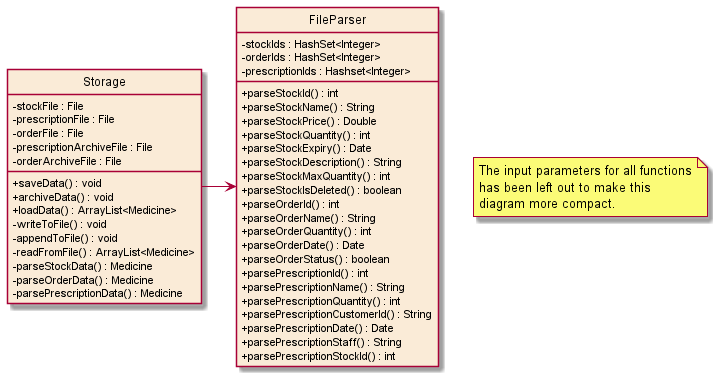 Storage
-stockFile : File
-prescriptionFile : File
-orderFile : File
-prescriptionArchiveFile : File
-orderArchiveFile : File
+saveData() : void
+archiveData() : void
+loadData() : ArrayList<Medicine>
-writeToFile() : void
-appendToFile() : void
-readFromFile() : ArrayList<Medicine>
-parseStockData() : Medicine
-parseOrderData() : Medicine
-parsePrescriptionData() : Medicine
FileParser
-stockIds : HashSet<Integer>
-orderIds : HashSet<Integer>
-prescriptionIds : Hashset<Integer>
+parseStockId() : int
+parseStockName() : String
+parseStockPrice() : Double
+parseStockQuantity() : int
+parseStockExpiry() : Date
+parseStockDescription() : String
+parseStockMaxQuantity() : int
+parseStockIsDeleted() : boolean
+parseOrderId() : int
+parseOrderName() : String
+parseOrderQuantity() : int
+parseOrderDate() : Date
+parseOrderStatus() : boolean
+parsePrescriptionId() : int
+parsePrescriptionName() : String
+parsePrescriptionQuantity() : int
+parsePrescriptionCustomerId() : String
+parsePrescriptionDate() : Date
+parsePrescriptionStaff() : String
+parsePrescriptionStockId() : int
The input parameters for all functions
has been left out to make this
diagram more compact.